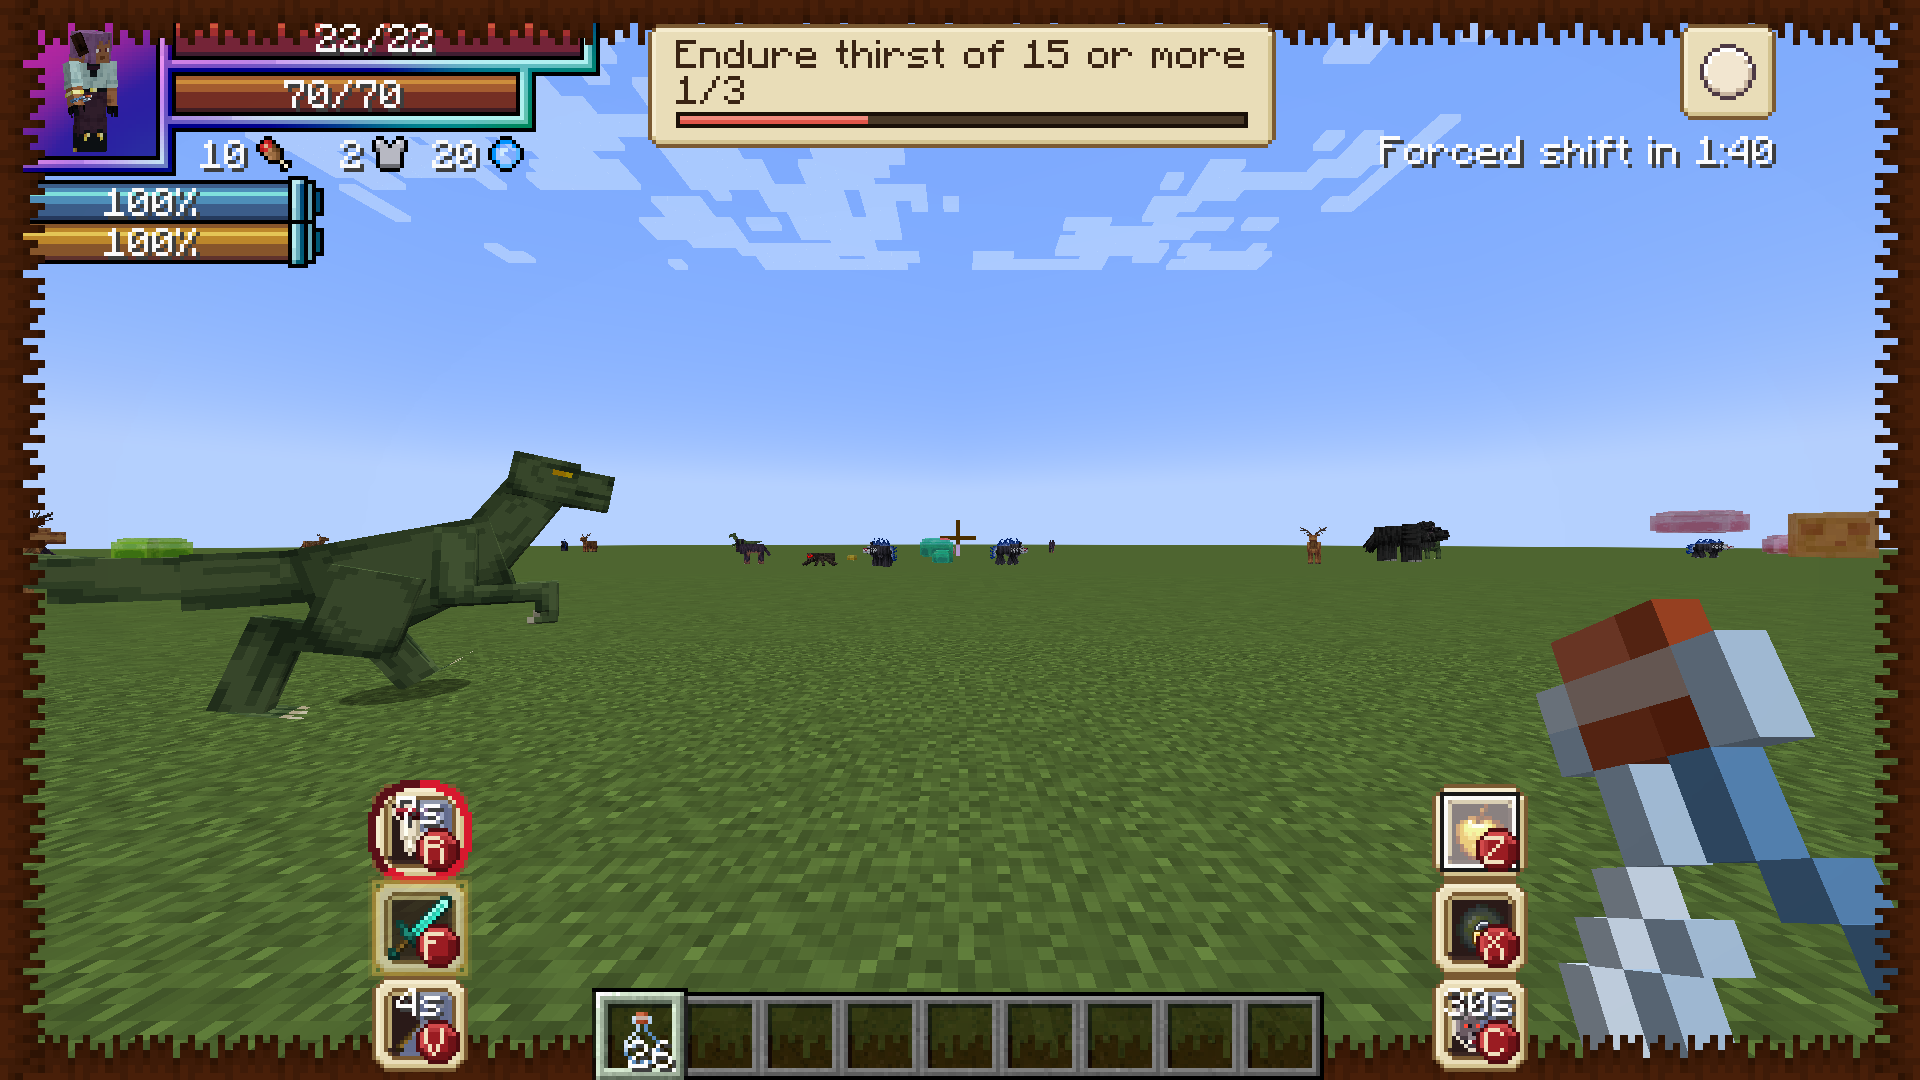 22/22
Endure thirst of 15 or more
1/3
70/70
10 2 20
Forced shift in 1:40
100%
100%
R
F
4s
V
Z
X
30s
C
26